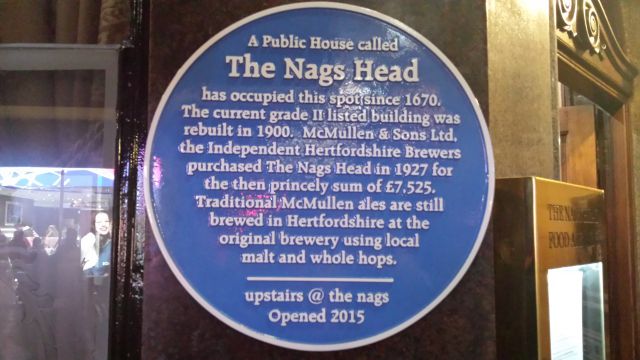 A Public House called
The Nags Head
has occupied this spot since 1670.
The current grade II listed building was
rebuilt in 1900. McMullen & Sons Ltd.
the Independent Hertfordshire Brewers
purchased The Nags Head in 1927 for
the then princely sum of £7,525.
Traditional McMullen ales are still
brewed in Hertfordshire at the
original brewery using local
malt and whole hops.
upstairs @ the nags
Opened 2015
THE
FOOD